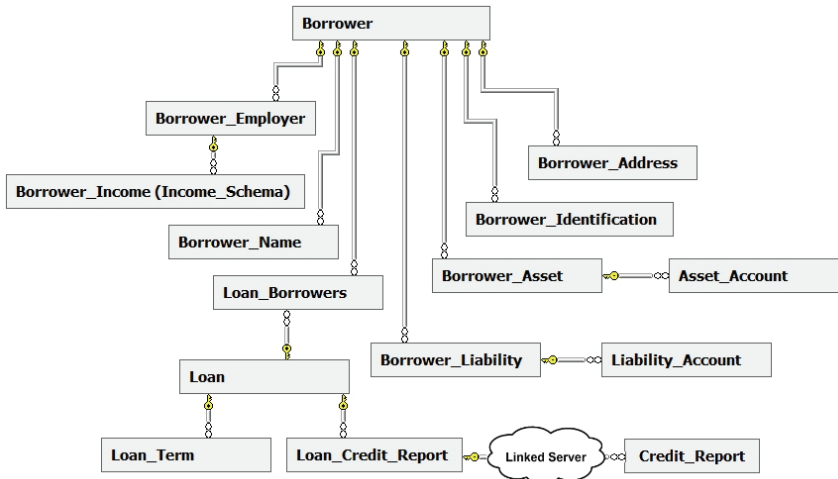 Borrower
Borrower_Employer
Borrower_Address
Borrower_Income (Income_Schema)
Borrower_Identification
Borrower_Name
Borrower_Asset
Asset_Account
Loan_Borrowers
Borrower_Liability
Liability_Account
Loan
Loan_Term
Loan_Credit_Report
Linked Server
Credit_Report